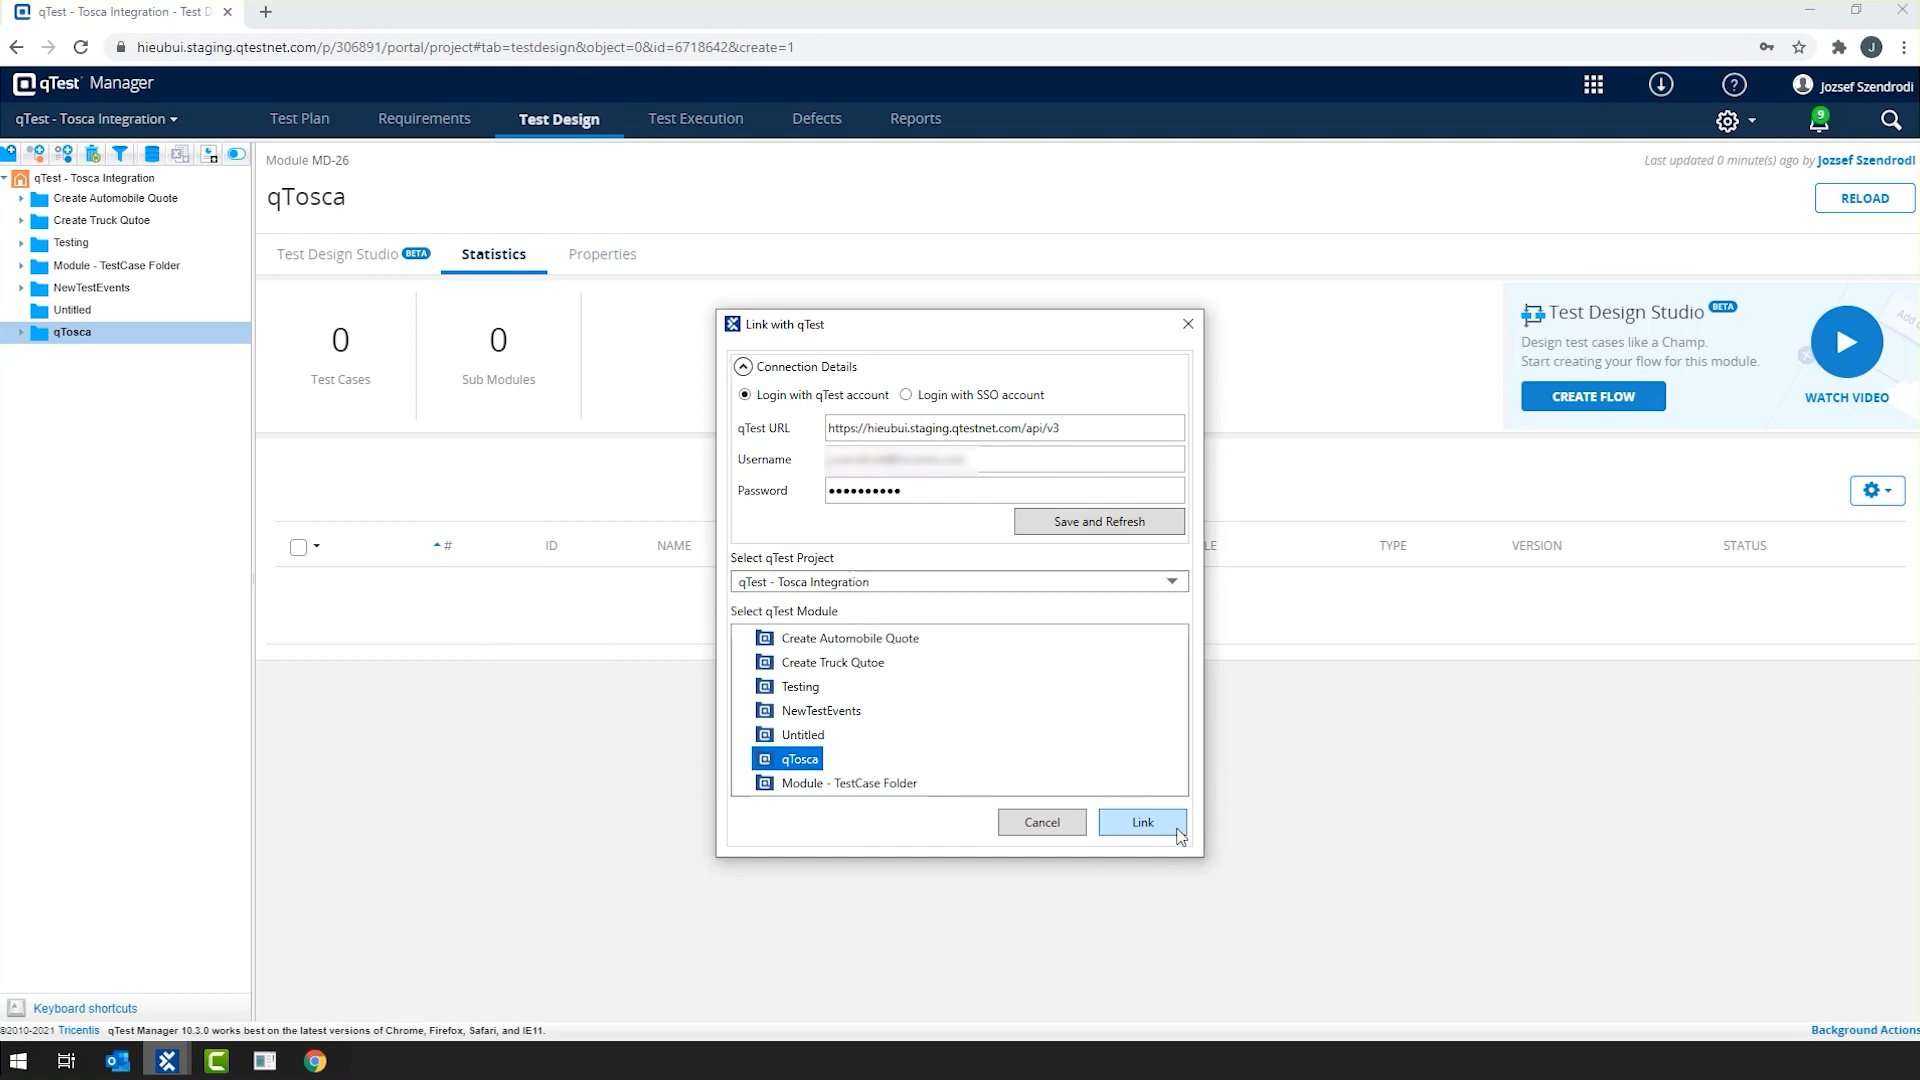 qTest - Tosca Integration - Test D
hieubui.staging.qtestnet.com/p/306891/portal/project#tab=testdesign&object=0&id=6718642&create=1
J
qTest Manager
Jozsef Szendrodi
qTest - Tosca Integration
Test Plan
Requirements
Test Design
Test Execution
Defects
Reports
9
qTest - Tosca Integration
Create Automobile Quote
Create Truck Qutoe
Testing
Module - TestCase Folder
NewTestEvents
Untitled
qTosca
Module MD-26
Last updated 0 minute(s) ago by Jozsef Szendrodi
qTosca
RELOAD
Test Design Studio BETA
Statistics
Properties
0
Test Cases
0
Sub Modules
Test Design Studio BETA
Design test cases like a Champ.
Start creating your flow for this module.
CREATE FLOW
WATCH VIDEO
Add
#
ID
NAME
LE
TYPE
VERSION
STATUS
Link with qTest
Connection Details
Login with qTest account
Login with SSO account
qTest URL
https://hieubui.staging.qtestnet.com/api/v3
Username
Password
••••••••••
Save and Refresh
Select qTest Project
qTest - Tosca Integration
Select qTest Module
Create Automobile Quote
Create Truck Qutoe
Testing
NewTestEvents
Untitled
qTosca
Module - TestCase Folder
Cancel
Link
Keyboard shortcuts
©2010-2021 Tricentis qTest Manager 10.3.0 works best on the latest versions of Chrome, Firefox, Safari, and IE11.
Background Actions